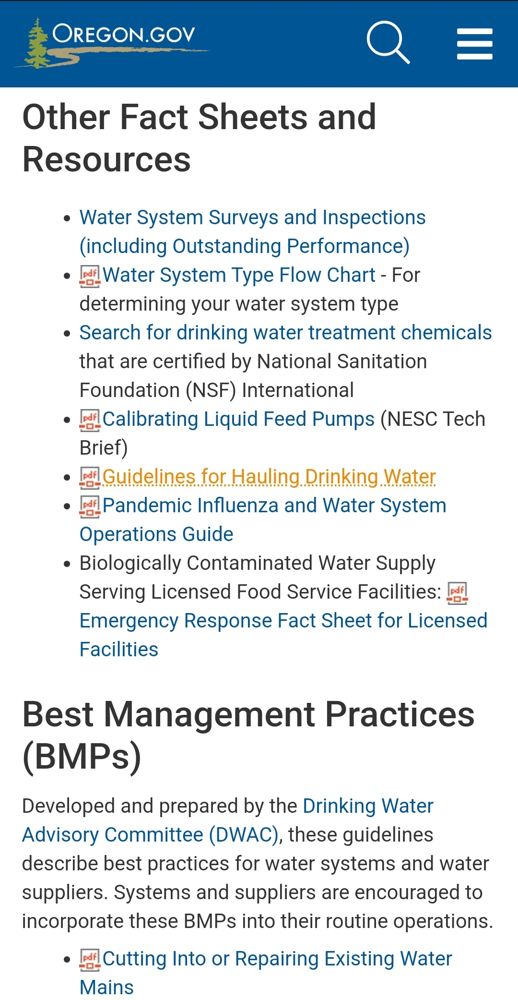 OREGON.GOV
Other Fact Sheets and
Resources
• Water System Surveys and Inspections
(including Outstanding Performance)
• pdf Water System Type Flow Chart - For
determining your water system type
• Search for drinking water treatment chemicals
that are certified by National Sanitation
Foundation (NSF) International
• pdf Calibrating Liquid Feed Pumps (NESC Tech
Brief)
• pdf Guidelines for Hauling Drinking Water
• pdf Pandemic Influenza and Water System
Operations Guide
• Biologically Contaminated Water Supply
Serving Licensed Food Service Facilities: pdf
Emergency Response Fact Sheet for Licensed
Facilities
Best Management Practices
(BMPs)
Developed and prepared by the Drinking Water
Advisory Committee (DWAC), these guidelines
describe best practices for water systems and water
suppliers. Systems and suppliers are encouraged to
incorporate these BMPs into their routine operations.
• pdf Cutting Into or Repairing Existing Water
Mains